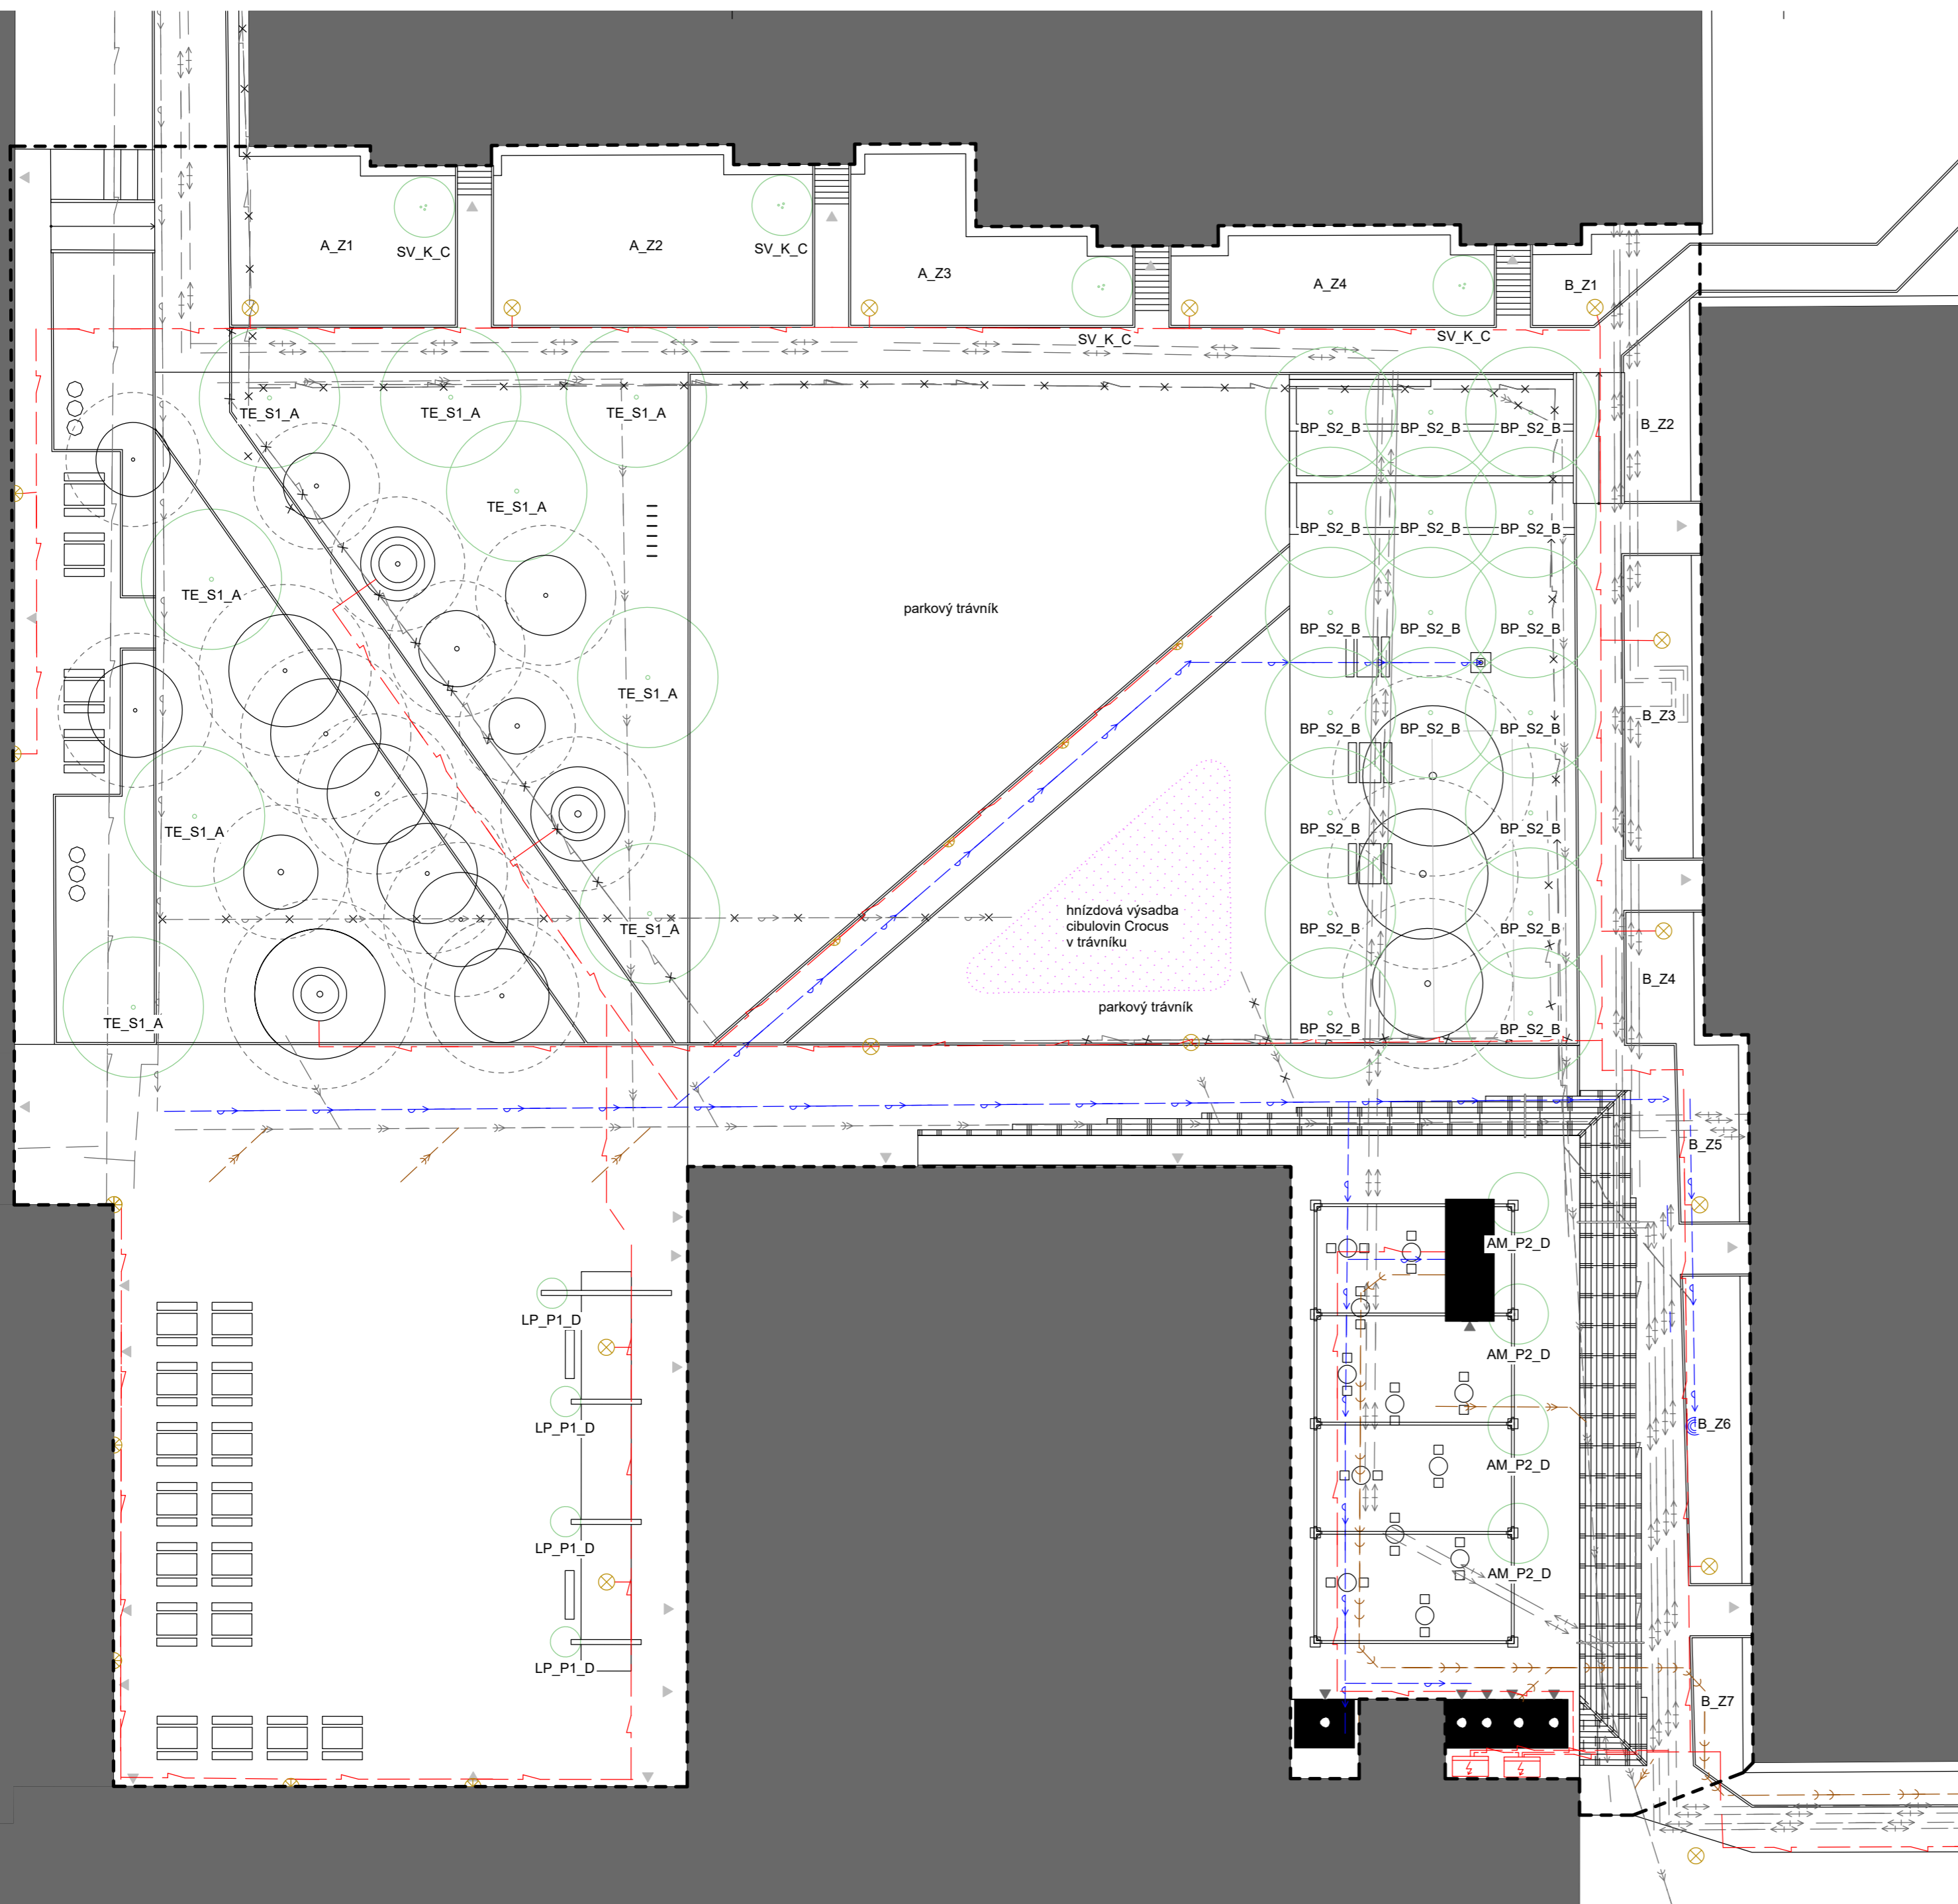 A_Z1
SV_K_C
A_Z2
SV_K_C
A_Z3
A_Z4
B_Z1
SV_K_C
SV_K_C
TE_S1_A
TE_S1_A
TE_S1_A
BP_S2_B
BP_S2_B
BP_S2_B
B_Z2
TE_S1_A
BP_S2_B
BP_S2_B
BP_S2_B
TE_S1_A
parkový trávník
BP_S2_B
BP_S2_B
BP_S2_B
TE_S1_A
BP_S2_B
BP_S2_B
BP_S2_B
B_Z3
TE_S1_A
BP_S2_B
BP_S2_B
hnízdová výsadba
cibulovin Crocus
v trávníku
TE_S1_A
BP_S2_B
BP_S2_B
B_Z4
parkový trávník
TE_S1_A
BP_S2_B
BP_S2_B
B_Z5
AM_P2_D
LP_P1_D
AM_P2_D
LP_P1_D
B_Z6
AM_P2_D
LP_P1_D
AM_P2_D
LP_P1_D
B_Z7